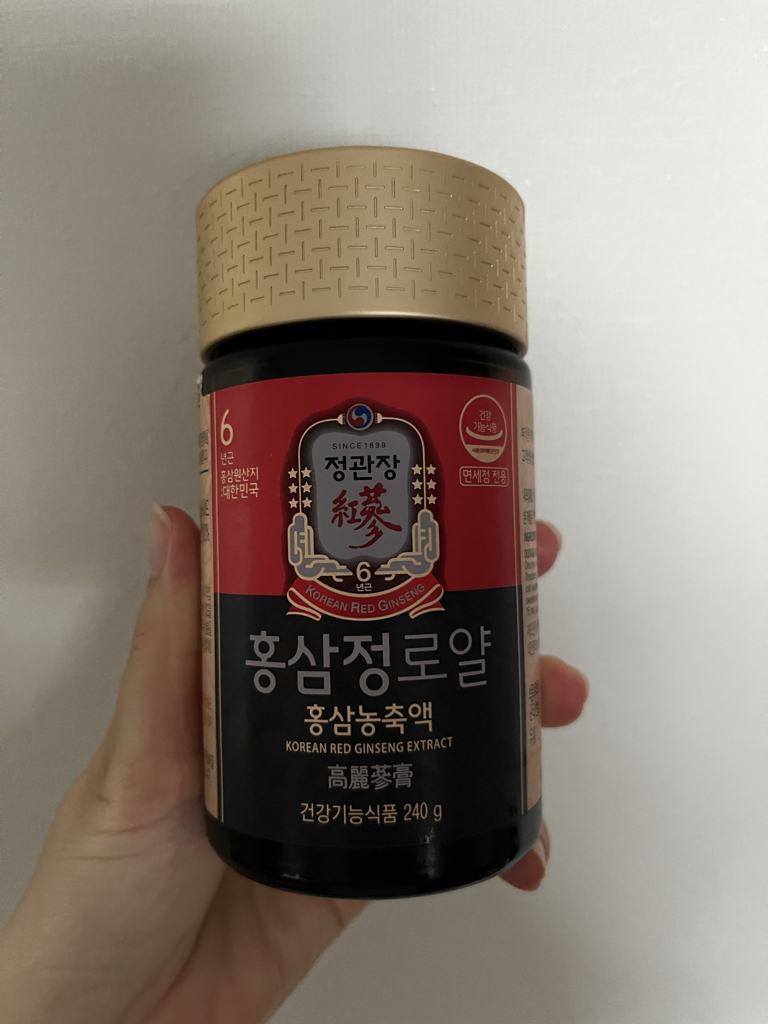 6
년근
홍삼원산지
:대한민국
SINCE 1899
정관장
紅蔘
6
년근
KOREAN RED GINSENG
건강
기능식품
면세점 전용
홍삼정로얄
홍삼농축액
KOREAN RED GINSENG EXTRACT
高麗蔘膏
건강기능식품 240 g